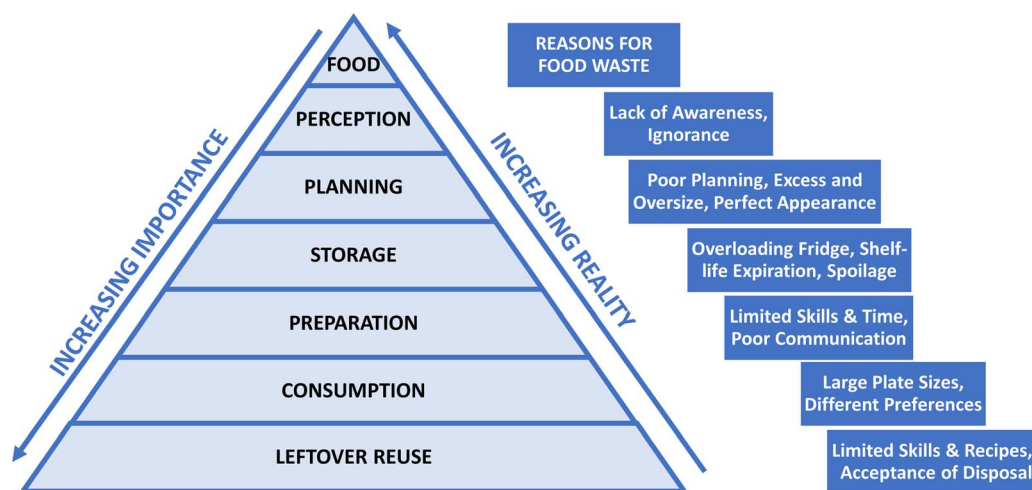 FOOD
PERCEPTION
PLANNING
STORAGE
PREPARATION
CONSUMPTION
LEFTOVER REUSE
INCREASING IMPORTANCE
INCREASING REALITY
REASONS FOR
FOOD WASTE
Lack of Awareness,
Ignorance
Poor Planning, Excess and
Oversize, Perfect Appearance
Overloading Fridge, Shelf-
life Expiration, Spoilage
Limited Skills & Time,
Poor Communication
Large Plate Sizes,
Different Preferences
Limited Skills & Recipes,
Acceptance of Disposal